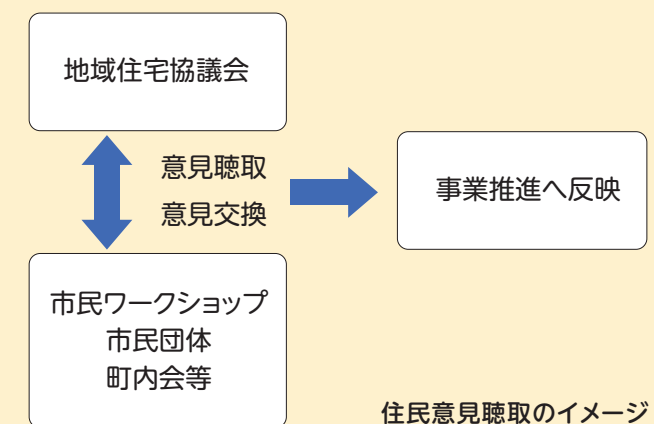 地域住宅協議会
意見聴取
意見交換
事業推進へ反映
市民ワークショップ
市民団体
町内会等
住民意見聴取のイメージ